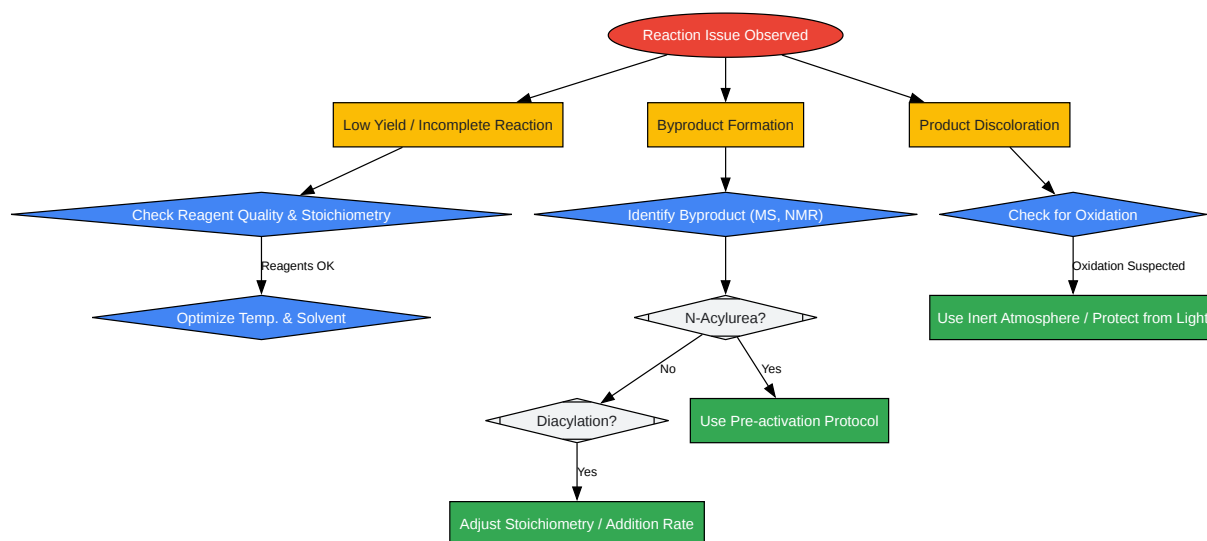 Reaction Issue Observed
Low Yield / Incomplete Reaction
Byproduct Formation
Product Discoloration
Check Reagent Quality & Stoichiometry
Identify Byproduct (MS, NMR)
Check for Oxidation
Reagents OK
Oxidation Suspected
Optimize Temp. & Solvent
N-Acylurea?
Use Inert Atmosphere / Protect from Light
No
Yes
Diacylation?
Use Pre-activation Protocol
Yes
Adjust Stoichiometry / Addition Rate